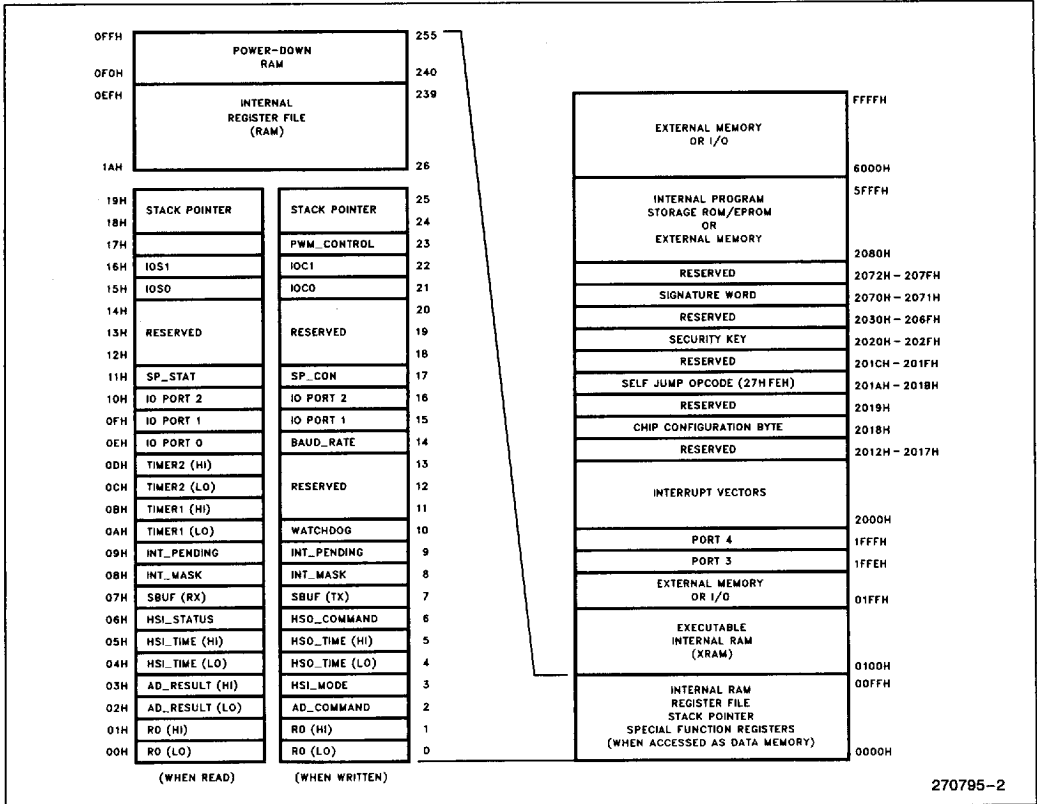 0FFH POWER-DOWN RAM 255
0F0H 240
0EFH INTERNAL REGISTER FILE (RAM) 239
1AH 26
19H STACK POINTER STACK POINTER 25
18H 24
17H PWM_CONTROL 23
16H IOS1 IOC1 22
15H IOS0 IOC0 21
14H 20
13H RESERVED RESERVED 19
12H 18
11H SP_STAT SP_CON 17
10H IO PORT 2 IO PORT 2 16
0FH IO PORT 1 IO PORT 1 15
0EH IO PORT 0 BAUD_RATE 14
0DH TIMER2 (HI) 13
0CH TIMER2 (LO) RESERVED 12
0BH TIMER1 (HI) 11
0AH TIMER1 (LO) WATCHDOG 10
09H INT_PENDING INT_PENDING 9
08H INT_MASK INT_MASK 8
07H SBUF (RX) SBUF (TX) 7
06H HSI_STATUS HSO_COMMAND 6
05H HSI_TIME (HI) HSO_TIME (HI) 5
04H HSI_TIME (LO) HSO_TIME (LO) 4
03H AD_RESULT (HI) HSI_MODE 3
02H AD_RESULT (LO) AD_COMMAND 2
01H R0 (HI) R0 (HI) 1
00H R0 (LO) R0 (LO) 0
(WHEN READ) (WHEN WRITTEN)
FFFFH
EXTERNAL MEMORY
OR I/O
6000H
5FFFH
INTERNAL PROGRAM
STORAGE ROM/EPROM
OR
EXTERNAL MEMORY
2080H
RESERVED 2072H – 207FH
SIGNATURE WORD 2070H – 2071H
RESERVED 2030H – 206FH
SECURITY KEY 2020H – 202FH
RESERVED 201CH – 201FH
SELF JUMP OPCODE (27H FEH) 201AH – 201BH
RESERVED 2019H
CHIP CONFIGURATION BYTE 2018H
RESERVED 2012H – 2017H
INTERRUPT VECTORS
2000H
PORT 4 1FFFH
PORT 3 1FFEH
EXTERNAL MEMORY
OR I/O
01FFH
EXECUTABLE
INTERNAL RAM
(XRAM)
0100H
00FFH
INTERNAL RAM
REGISTER FILE
STACK POINTER
SPECIAL FUNCTION REGISTERS
(WHEN ACCESSED AS DATA MEMORY)
0000H
270795–2